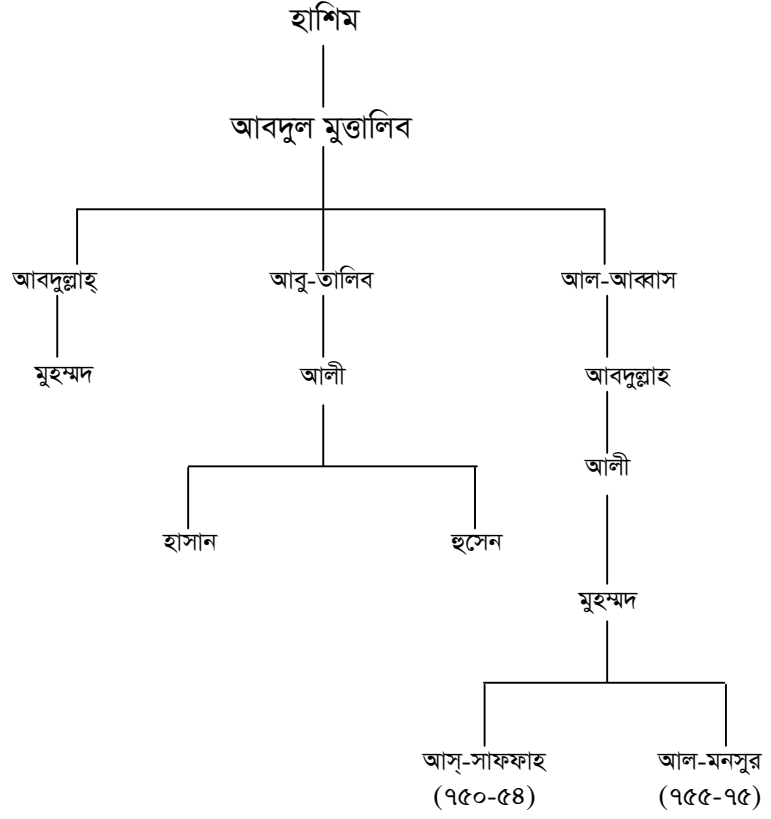 হাশিম
আবদুল মুত্তালিব
আবদুল্লাহ্ আবু-তালিব আল-আব্বাস
মুহম্মদ আলী আবদুল্লাহ
আলী
হাসান হুসেন
মুহম্মদ
আস্-সাফফাহ আল-মনসুর
(৭৫০-৫৪) (৭৫৫-৭৫)